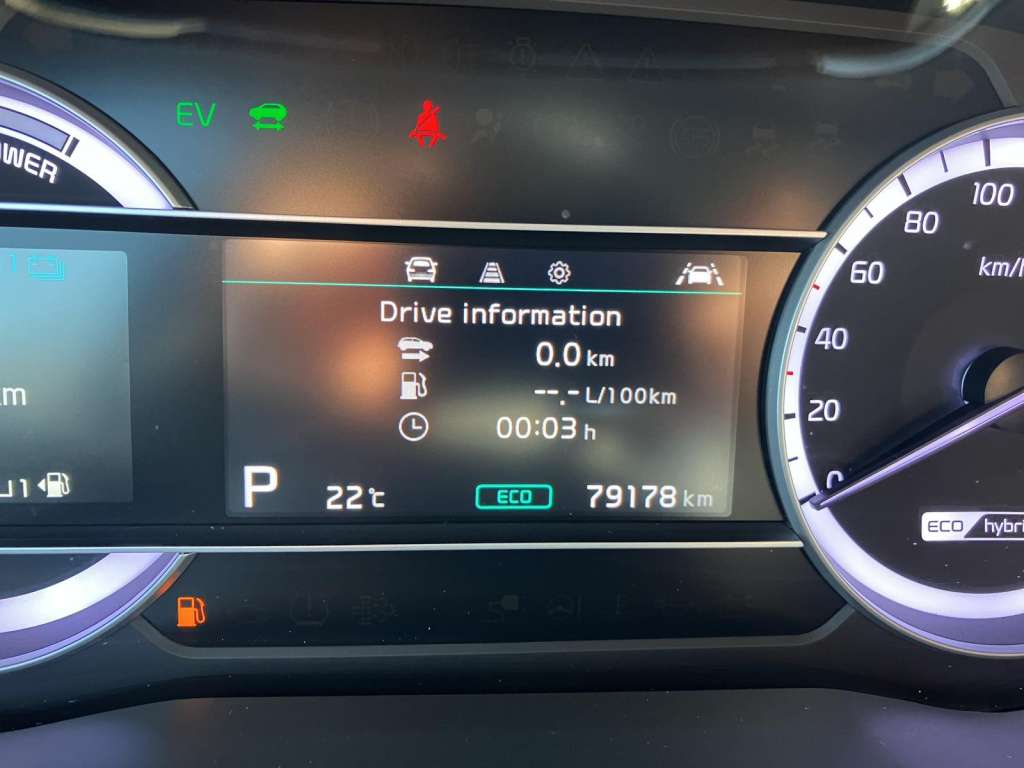 EV
100
80
60
40
20
0
km/h
Drive information
0.0 km
--.- L/100km
00:03 h
P 22℃ ECO 79178 km
ECO